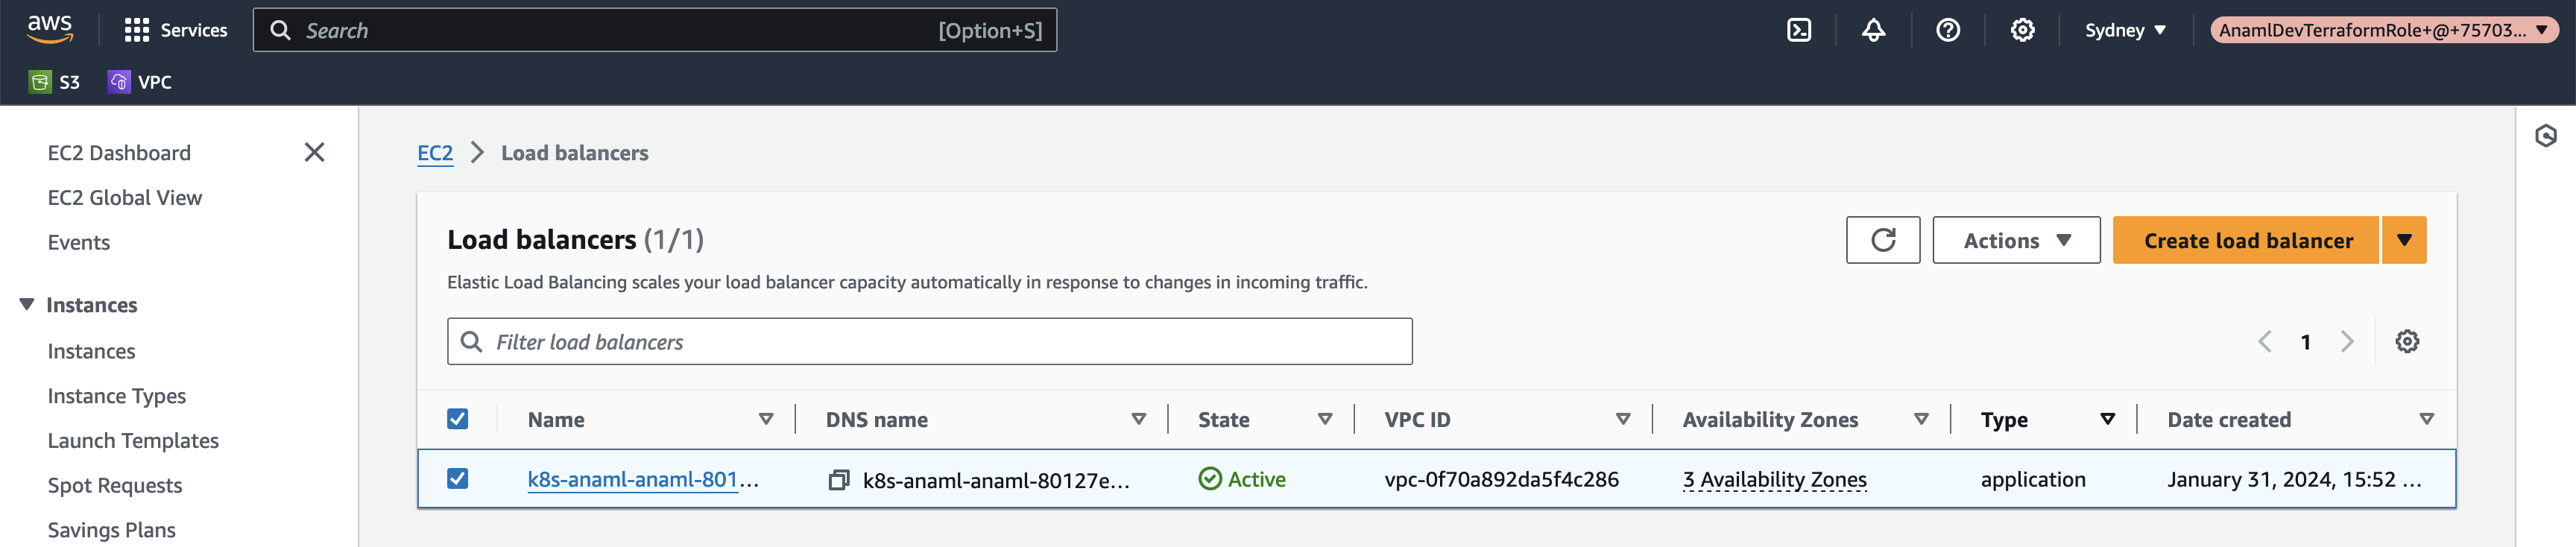 aws
Services
Search
[Option+S]
Sydney
AnamlDevTerraformRole+@+75703...
S3
VPC
EC2 Dashboard
EC2 Global View
Events
Instances
Instances
Instance Types
Launch Templates
Spot Requests
Savings Plans
EC2 > Load balancers
Load balancers (1/1)
Elastic Load Balancing scales your load balancer capacity automatically in response to changes in incoming traffic.
Actions
Create load balancer
Filter load balancers
1
Name DNS name State VPC ID Availability Zones Type Date created
k8s-anaml-anaml-801... k8s-anaml-anaml-80127e... Active vpc-0f70a892da5f4c286 3 Availability Zones application January 31, 2024, 15:52 ...